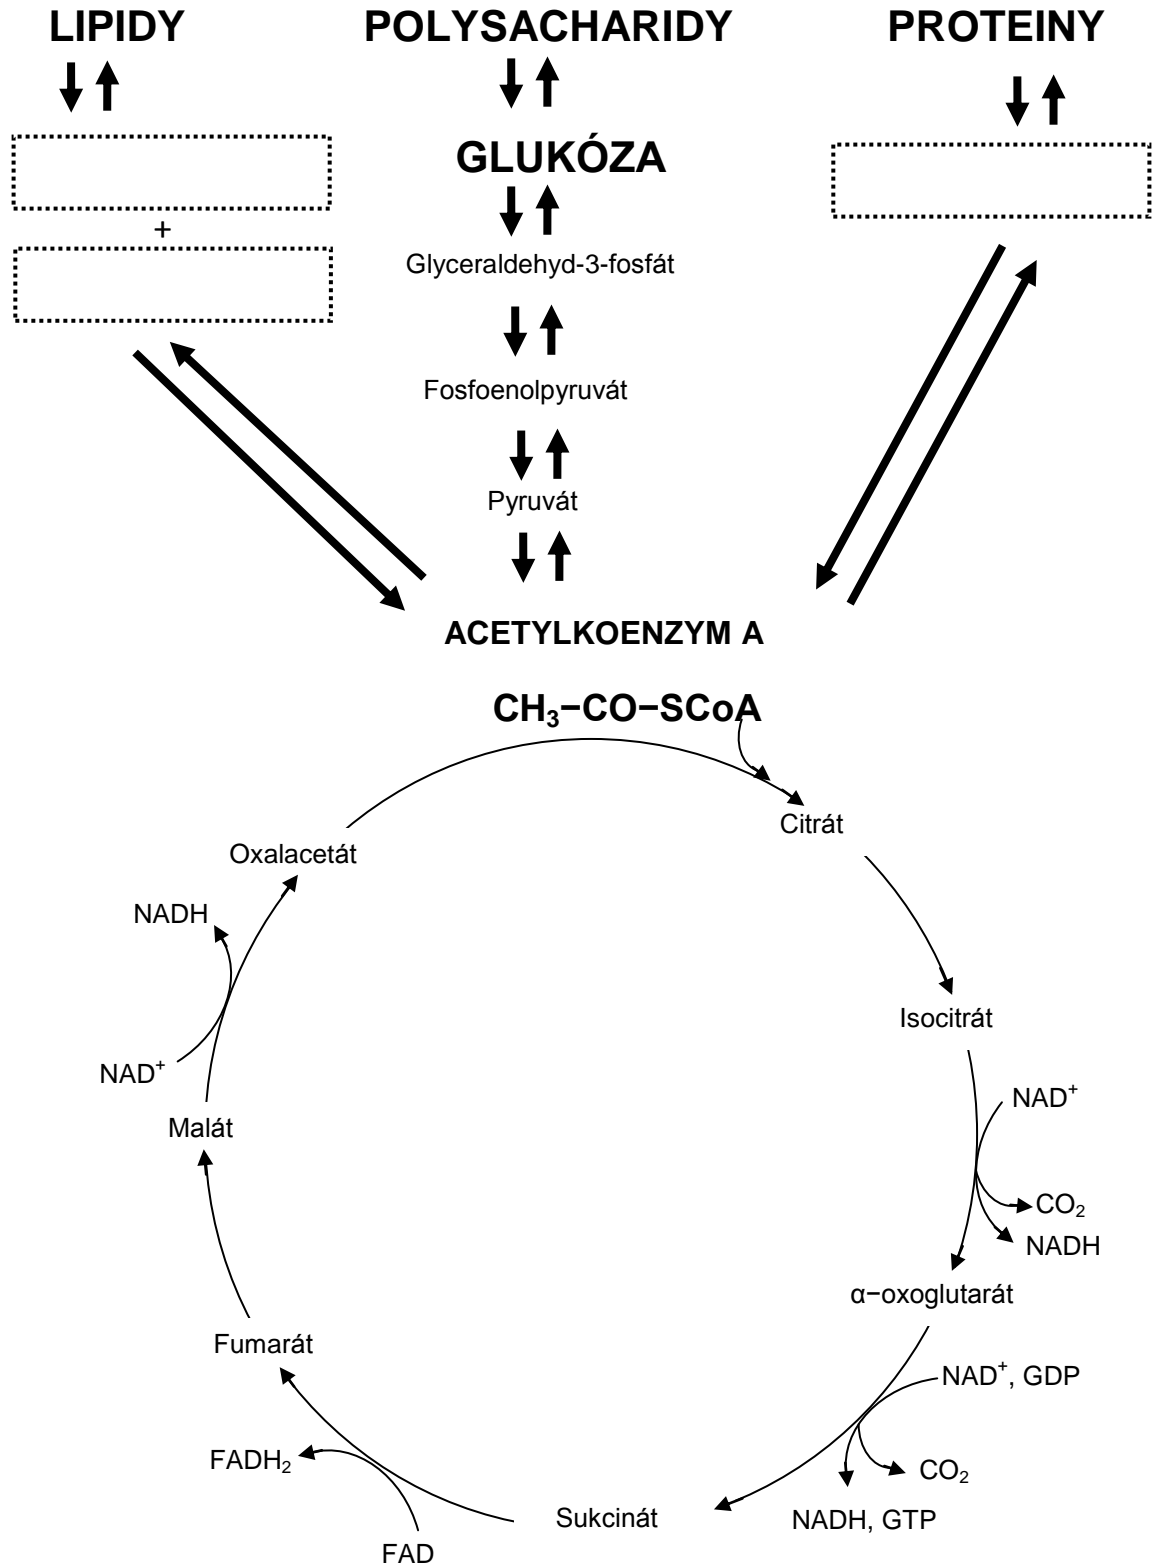 LIPIDY
POLYSACHARIDY
PROTEINY
GLUKÓZA
+
Glyceraldehyd-3-fosfát
Fosfoenolpyruvát
Pyruvát
ACETYLKOENZYM A
CH₃−CO−SCoA
Citrát
Oxalacetát
NADH
Isocitrát
NAD⁺
NAD⁺
Malát
CO₂
NADH
α−oxoglutarát
Fumarát
NAD⁺, GDP
FADH₂
CO₂
Sukcinát
NADH, GTP
FAD